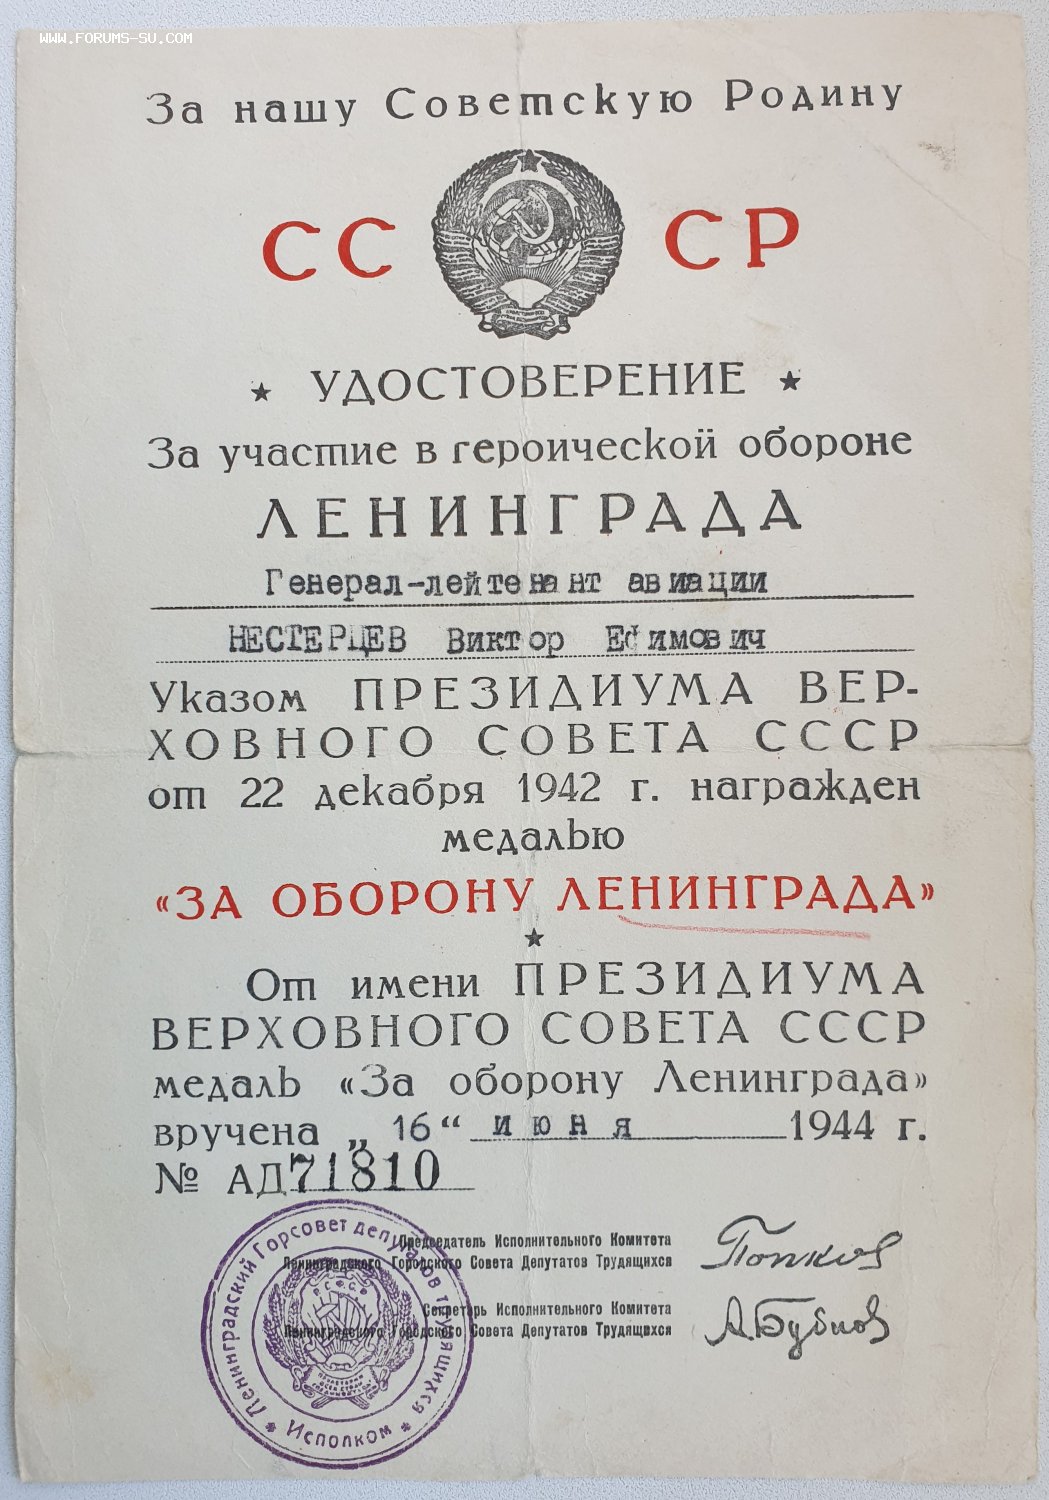 WWW.FORUMS-SU.COM
За нашу Советскую Родину
СС СР
★ УДОСТОВЕРЕНИЕ ★
За участие в героической обороне
ЛЕНИНГРАДА
Генерал-лейтенант авиации
НЕСТЕРЦЕВ Виктор Ефимович
Указом ПРЕЗИДИУМА ВЕР-
ХОВНОГО СОВЕТА СССР
от 22 декабря 1942 г. награжден
медалью
«ЗА ОБОРОНУ ЛЕНИНГРАДА»
★
От имени ПРЕЗИДИУМА
ВЕРХОВНОГО СОВЕТА СССР
медаль «За оборону Ленинграда»
вручена „ 16 “ июня 1944 г.
№ АД 71810
Председатель Исполнительного Комитета
Ленинградского Городского Совета Депутатов Трудящихся
Попков
Секретарь Исполнительного Комитета
Ленинградского Городского Совета Депутатов Трудящихся
А.Бубнов
Ленинградский Горсовет депутатов трудящихся
★ Исполком ★
Р.С.Ф.С.Р